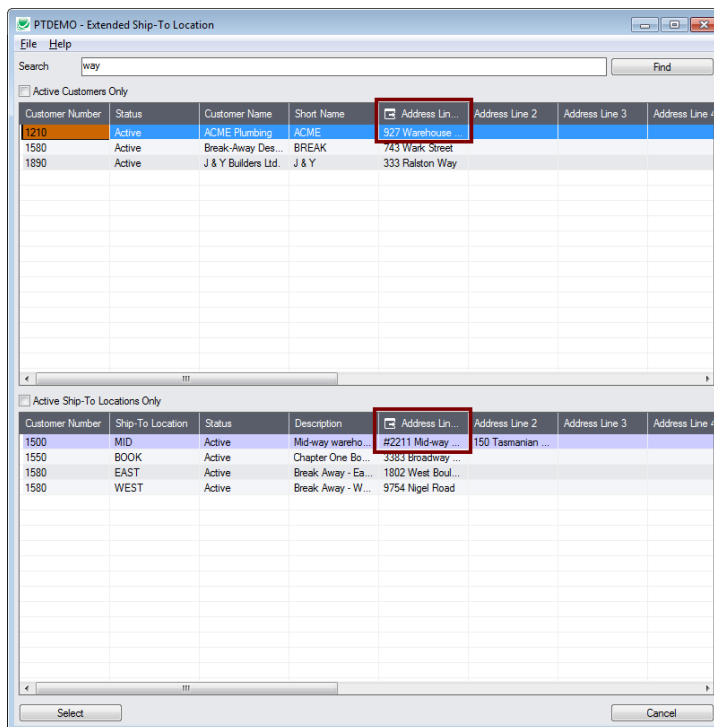 PTDEMO - Extended Ship-To Location
File Help
Search way Find
Active Customers Only
Customer Number Status Customer Name Short Name Address Lin... Address Line 2 Address Line 3 Address Line 4
1210 Active ACME Plumbing ACME 927 Warehouse ...
1580 Active Break-Away Des... BREAK 743 Wark Street
1890 Active J & Y Builders Ltd. J & Y 333 Ralston Way
Active Ship-To Locations Only
Customer Number Ship-To Location Status Description Address Lin... Address Line 2 Address Line 3 Address Line 4
1500 MID Active Mid-way wareho... #2211 Mid-way ... 150 Tasmanian ...
1550 BOOK Active Chapter One Bo... 3383 Broadway ...
1580 EAST Active Break Away - Ea... 1802 West Boul...
1580 WEST Active Break Away - W... 9754 Nigel Road
Select Cancel